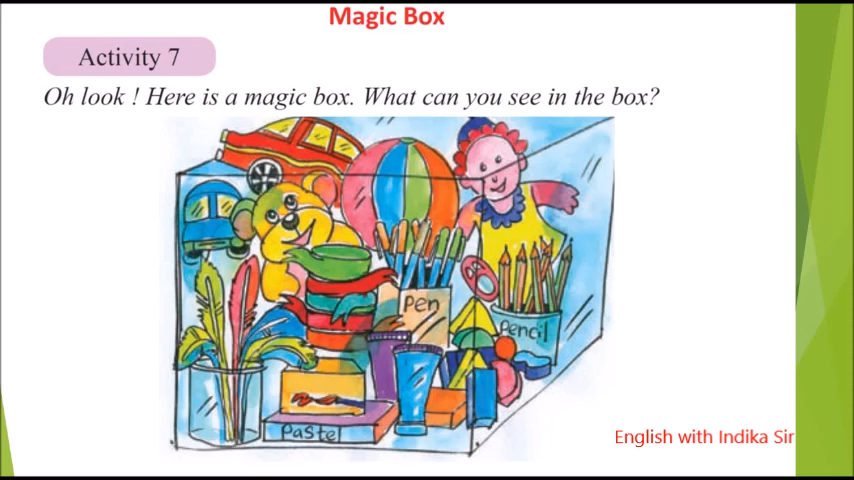 Magic Box
Activity 7
Oh look ! Here is a magic box. What can you see in the box?
Pen
Pencil
Paste
English with Indika Sir